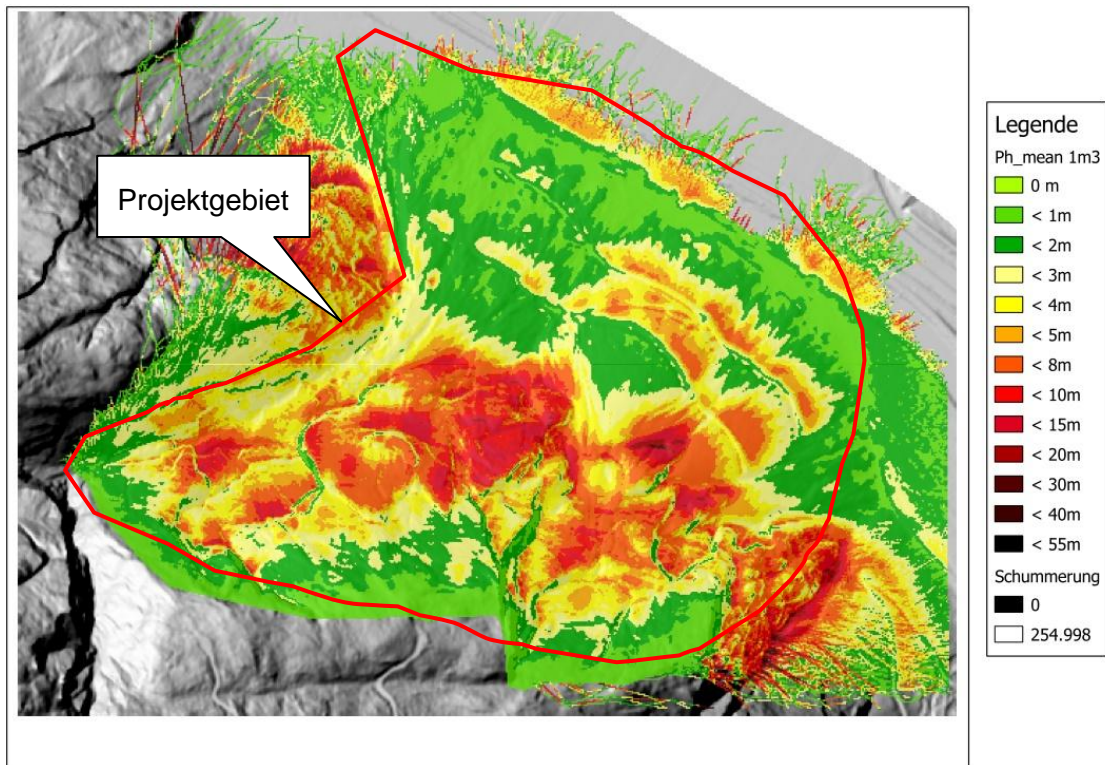 Projektgebiet
Legende
Ph_mean 1m3
0 m
< 1m
< 2m
< 3m
< 4m
< 5m
< 8m
< 10m
< 15m
< 20m
< 30m
< 40m
< 55m
Schummerung
0
254.998